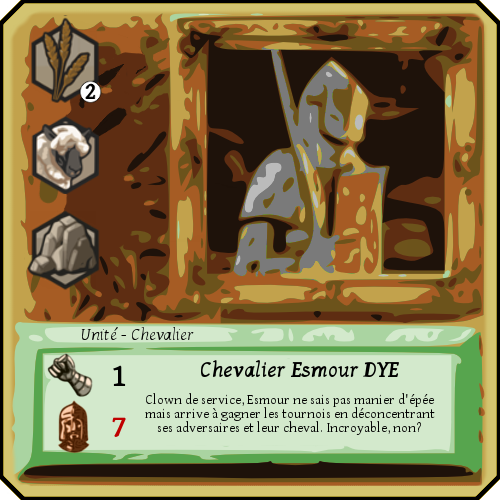 2
Unité - Chevalier
1
Chevalier Esmour DYE
7
Clown de service, Esmour ne sais pas manier d'épée
mais arrive à gagner les tournois en déconcentrant
ses adversaires et leur cheval. Incroyable, non?